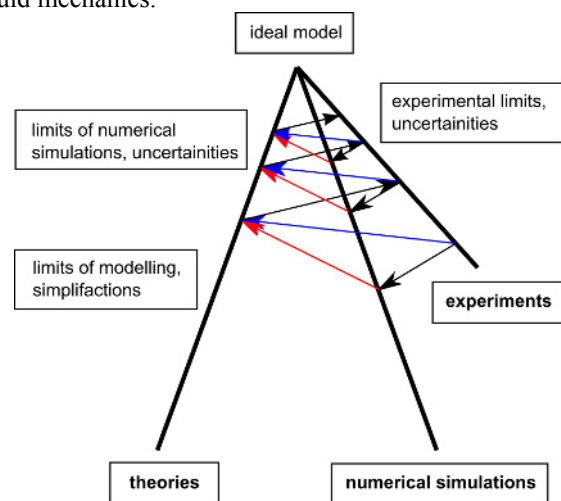 uid mechanics.
ideal model
limits of numerical
simulations, uncertainities
experimental limits,
uncertainities
limits of modelling,
simplifactions
experiments
theories
numerical simulations